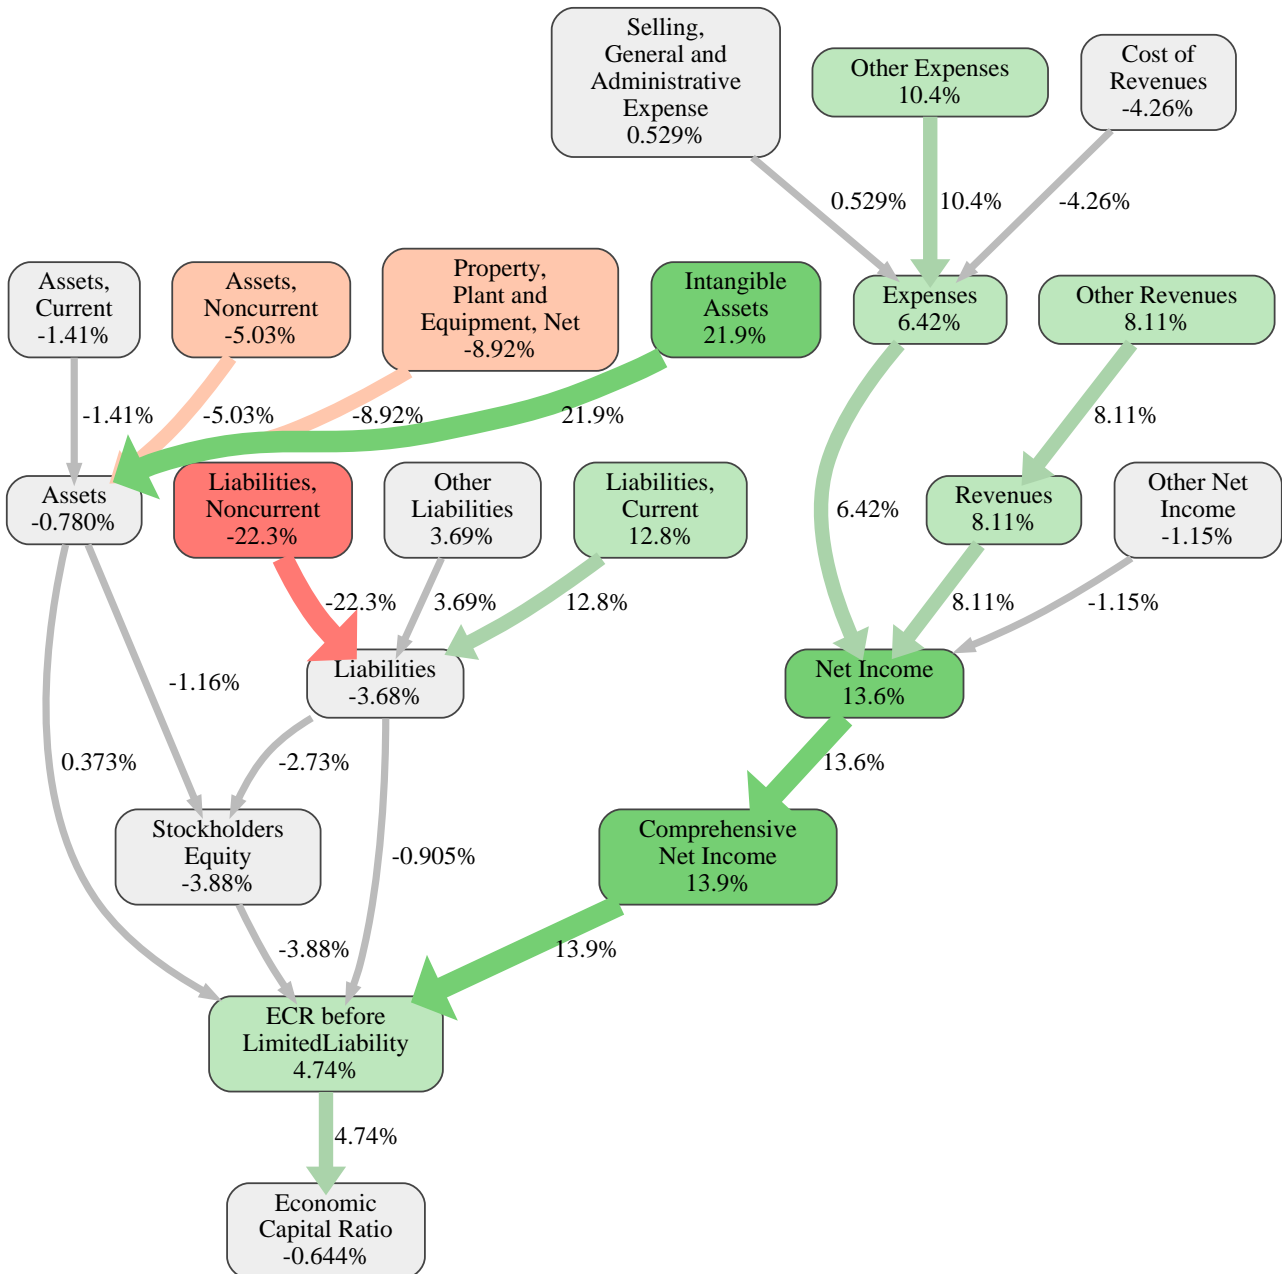 Selling,
General and
Administrative
Expense
0.529%
Other Expenses
10.4%
Cost of
Revenues
-4.26%
0.529%
10.4%
-4.26%
Assets,
Current
-1.41%
Assets,
Noncurrent
-5.03%
Property,
Plant and
Equipment, Net
-8.92%
Intangible
Assets
21.9%
Expenses
6.42%
Other Revenues
8.11%
-1.41%
-5.03%
-8.92%
21.9%
8.11%
Assets
-0.780%
Liabilities,
Noncurrent
-22.3%
Other
Liabilities
3.69%
Liabilities,
Current
12.8%
6.42%
Revenues
8.11%
Other Net
Income
-1.15%
-22.3%
3.69%
12.8%
8.11%
-1.15%
-1.16%
Liabilities
-3.68%
Net Income
13.6%
0.373%
-2.73%
13.6%
Stockholders
Equity
-3.88%
-0.905%
Comprehensive
Net Income
13.9%
-3.88%
13.9%
ECR before
LimitedLiability
4.74%
4.74%
Economic
Capital Ratio
-0.644%